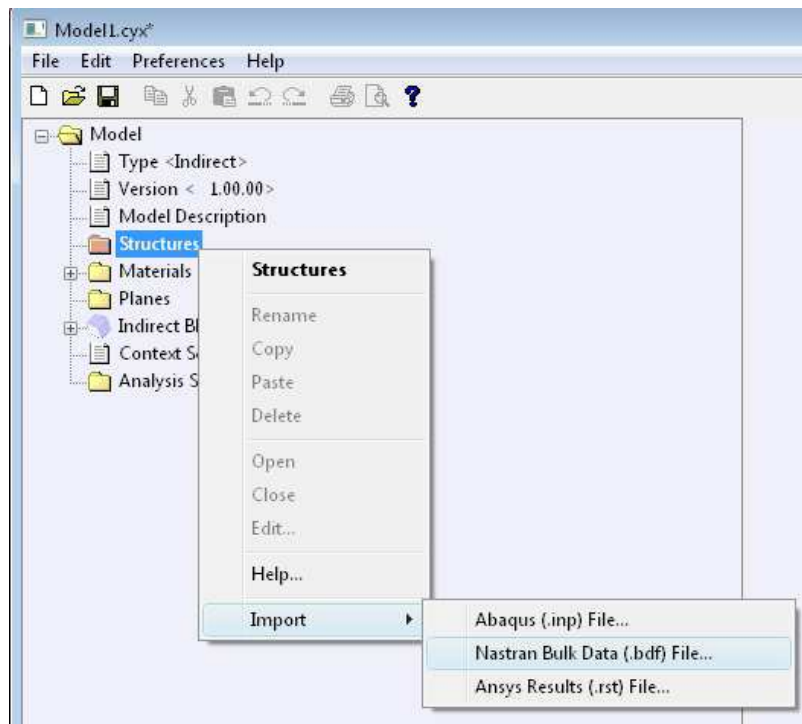 Model1.cyx*
File Edit Preferences Help
Model
Type <Indirect>
Version < 1.00.00>
Model Description
Structures
Materials
Planes
Indirect Bl
Context S
Analysis S
Structures
Rename
Copy
Paste
Delete
Open
Close
Edit...
Help...
Import
Abaqus (.inp) File...
Nastran Bulk Data (.bdf) File...
Ansys Results (.rst) File...